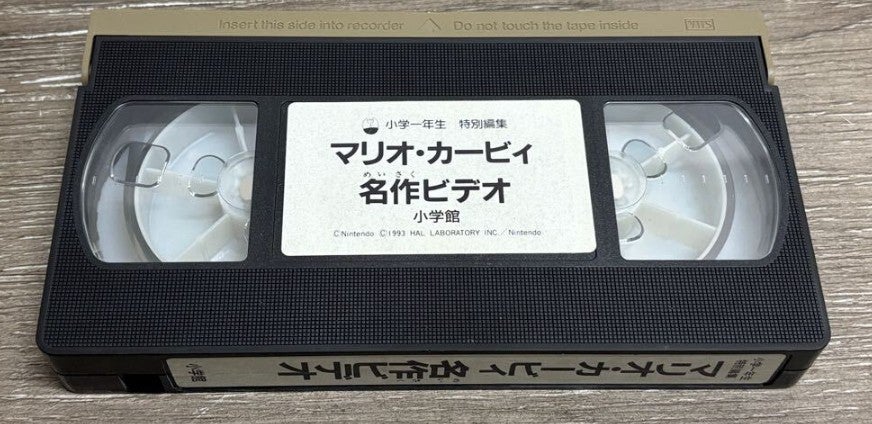 Insert this side into recorder △ Do not touch the tape inside VHS
小学一年生 特別編集
マリオ・カービィ
めいさく
名作ビデオ
小学館
©Nintendo ©1993 HAL LABORATORY INC./Nintendo
小学一年生
特別編集
マリオ・カービィ 名作ビデオ
小学館